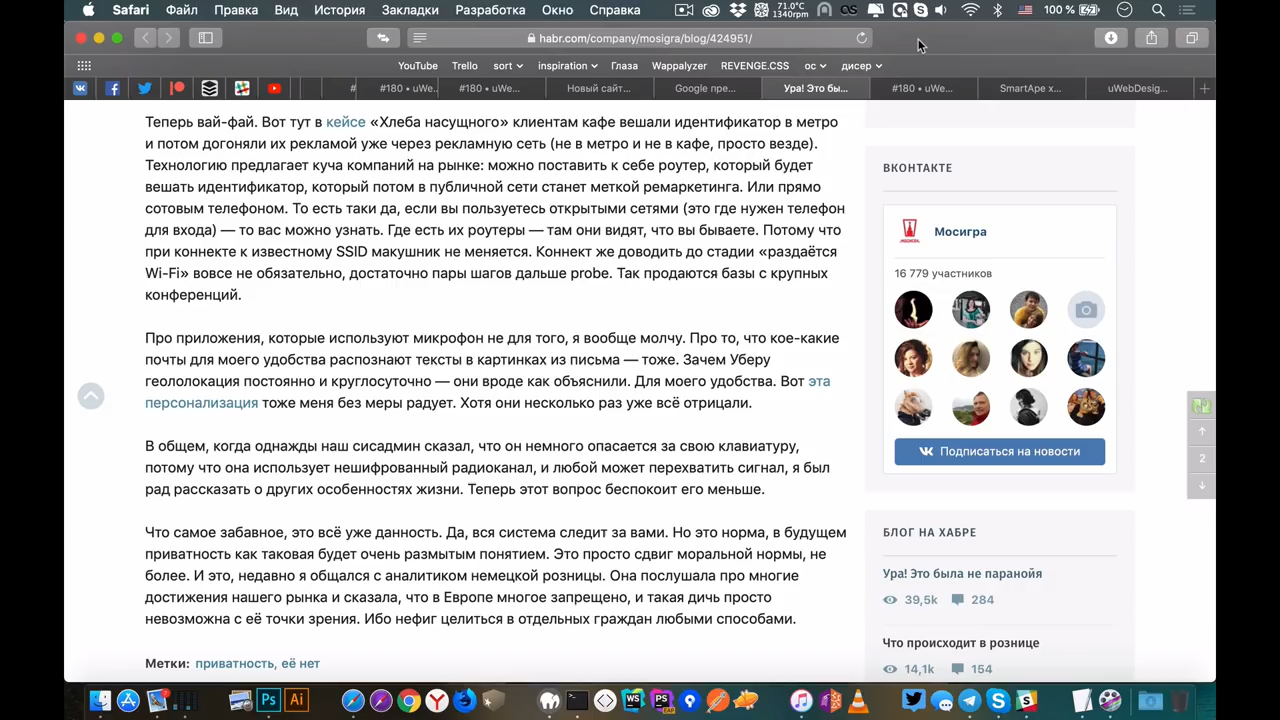 Safari Файл Правка Вид История Закладки Разработка Окно Справка 71.0°C 1340rpm 100 %
habr.com/company/mosigra/blog/424951/
YouTube Trello sort inspiration Глаза Wappalyzer REVENGE.CSS ос дисер
# #180 • uWe... #180 • uWe... Новый сайт... Google пре... Ура! Это бы... #180 • uWe... SmartApe х... uWebDesig...
Теперь вай-фай. Вот тут в кейсе «Хлеба насущного» клиентам кафе вешали идентификатор в метро
и потом догоняли их рекламой уже через рекламную сеть (не в метро и не в кафе, просто везде).
Технологию предлагает куча компаний на рынке: можно поставить к себе роутер, который будет
вешать идентификатор, который потом в публичной сети станет меткой ремаркетинга. Или прямо
сотовым телефоном. То есть таки да, если вы пользуетесь открытыми сетями (это где нужен телефон
для входа) — то вас можно узнать. Где есть их роутеры — там они видят, что вы бываете. Потому что
при коннекте к известному SSID макушник не меняется. Коннект же доводить до стадии «раздаётся
Wi-Fi» вовсе не обязательно, достаточно пары шагов дальше probe. Так продаются базы с крупных
конференций.
Про приложения, которые используют микрофон не для того, я вообще молчу. Про то, что кое-какие
почты для моего удобства распознают тексты в картинках из письма — тоже. Зачем Уберу
геололокация постоянно и круглосуточно — они вроде как объяснили. Для моего удобства. Вот эта
персонализация тоже меня без меры радует. Хотя они несколько раз уже всё отрицали.
В общем, когда однажды наш сисадмин сказал, что он немного опасается за свою клавиатуру,
потому что она использует нешифрованный радиоканал, и любой может перехватить сигнал, я был
рад рассказать о других особенностях жизни. Теперь этот вопрос беспокоит его меньше.
Что самое забавное, это всё уже данность. Да, вся система следит за вами. Но это норма, в будущем
приватность как таковая будет очень размытым понятием. Это просто сдвиг моральной нормы, не
более. И это, недавно я общался с аналитиком немецкой розницы. Она послушала про многие
достижения нашего рынка и сказала, что в Европе многое запрещено, и такая дичь просто
невозможна с её точки зрения. Ибо нефиг целиться в отдельных граждан любыми способами.
Метки: приватность, её нет
ВКОНТАКТЕ
МОСИГРА
Мосигра
16 779 участников
Подписаться на новости
2
БЛОГ НА ХАБРЕ
Ура! Это была не паранойя
39,5k 284
Что происходит в рознице
14,1k 154
Ps Ai WS PS